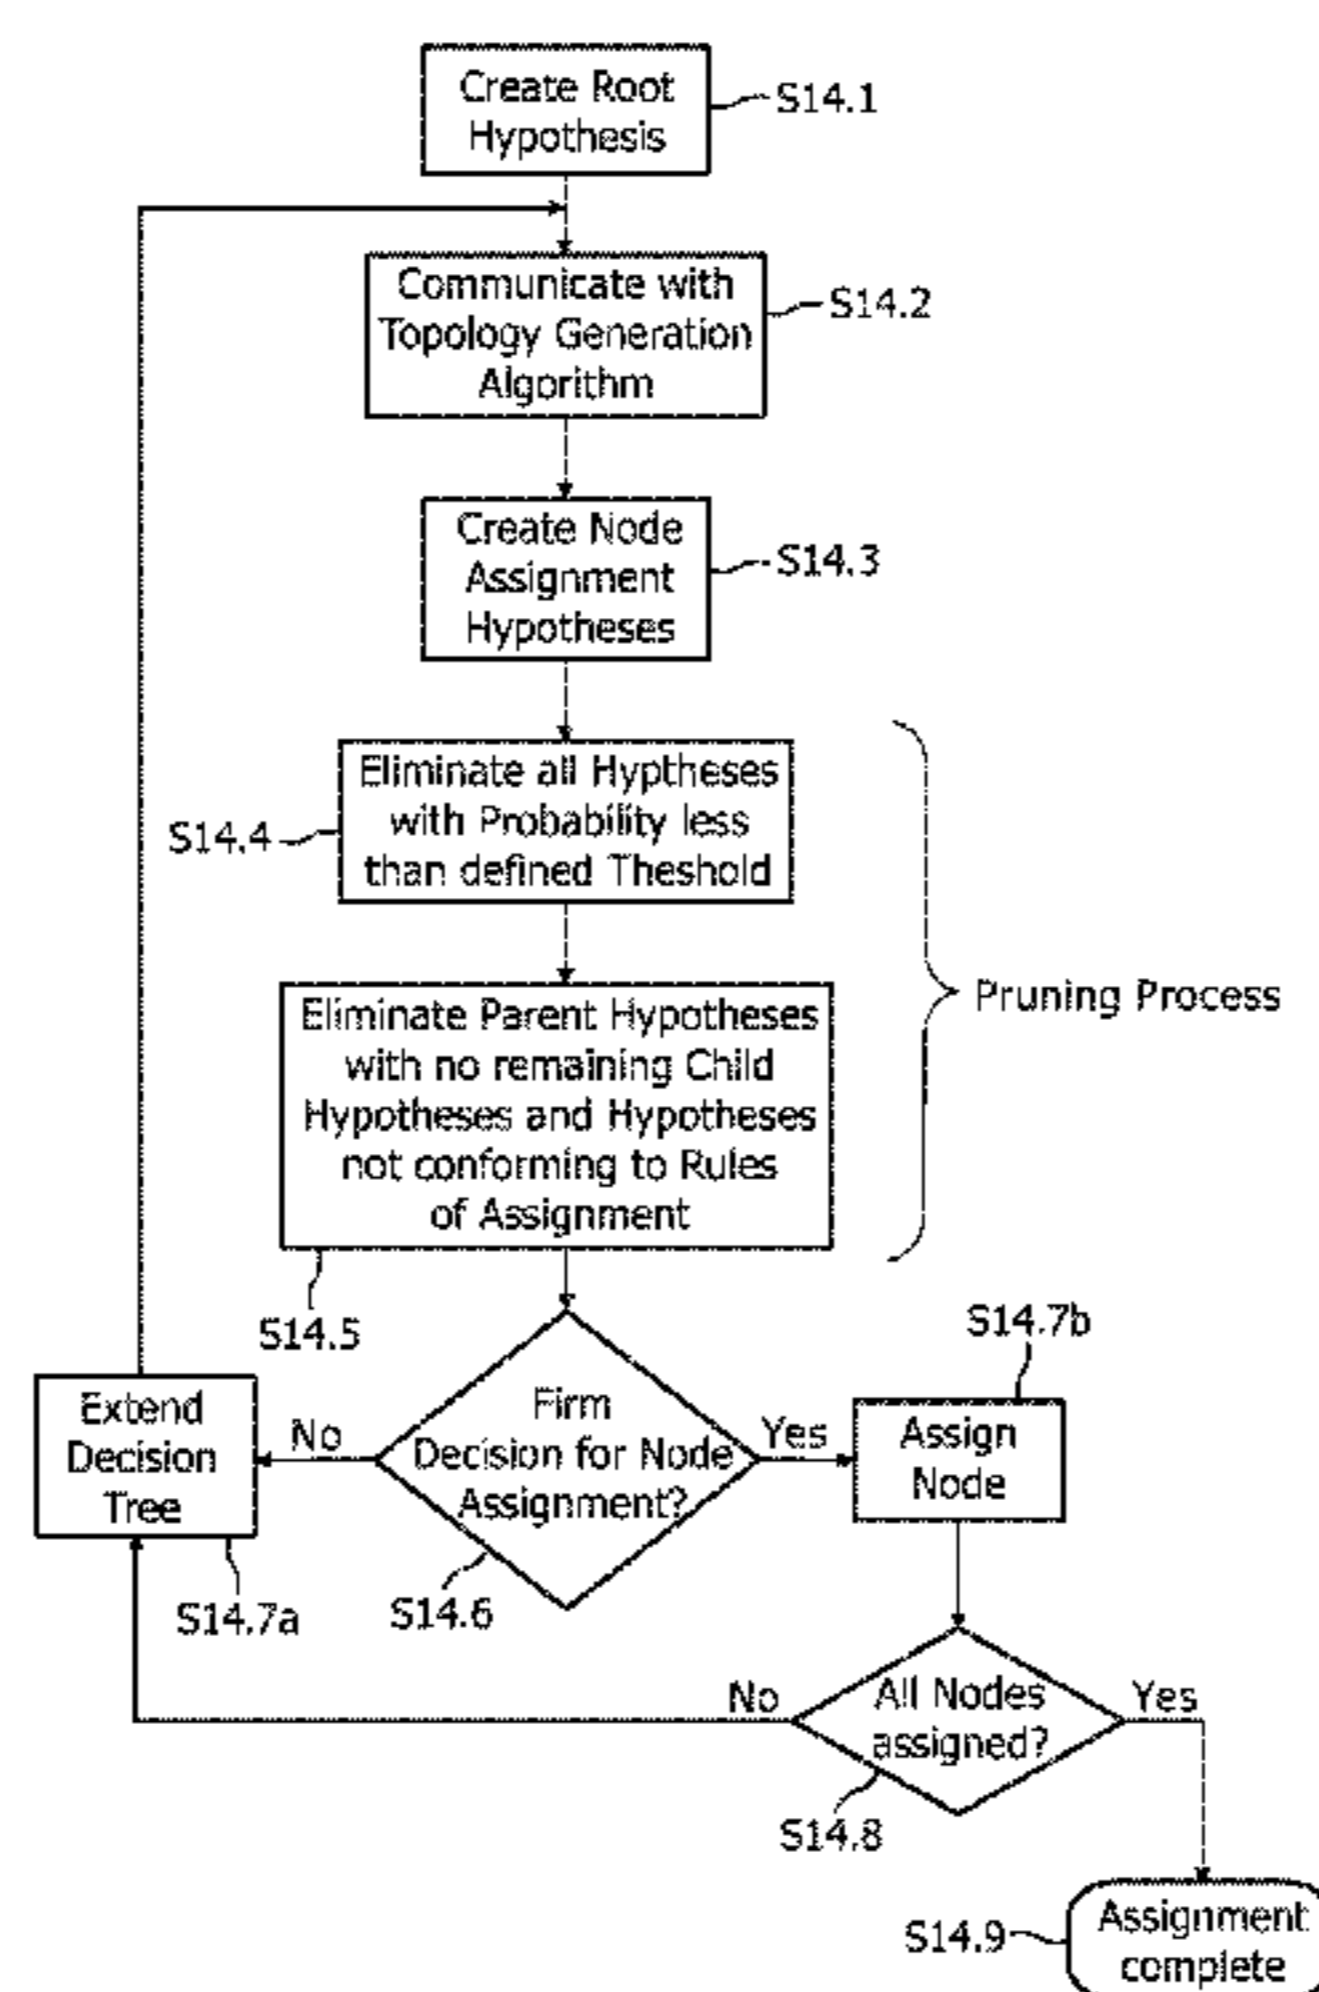 Create Root
Hypothesis
S14.1
Communicate with
Topology Generation
Algorithm
S14.2
Create Node
Assignment
Hypotheses
S14.3
Eliminate all Hyptheses
with Probability less
than defined Theshold
S14.4
Eliminate Parent Hypotheses
with no remaining Child
Hypotheses and Hypotheses
not conforming to Rules
of Assignment
S14.5
Pruning Process
Firm
Decision for Node
Assignment?
S14.6
No
Yes
Extend
Decision
Tree
S14.7a
S14.7b
Assign
Node
All Nodes
assigned?
S14.8
No
Yes
S14.9
Assignment
complete